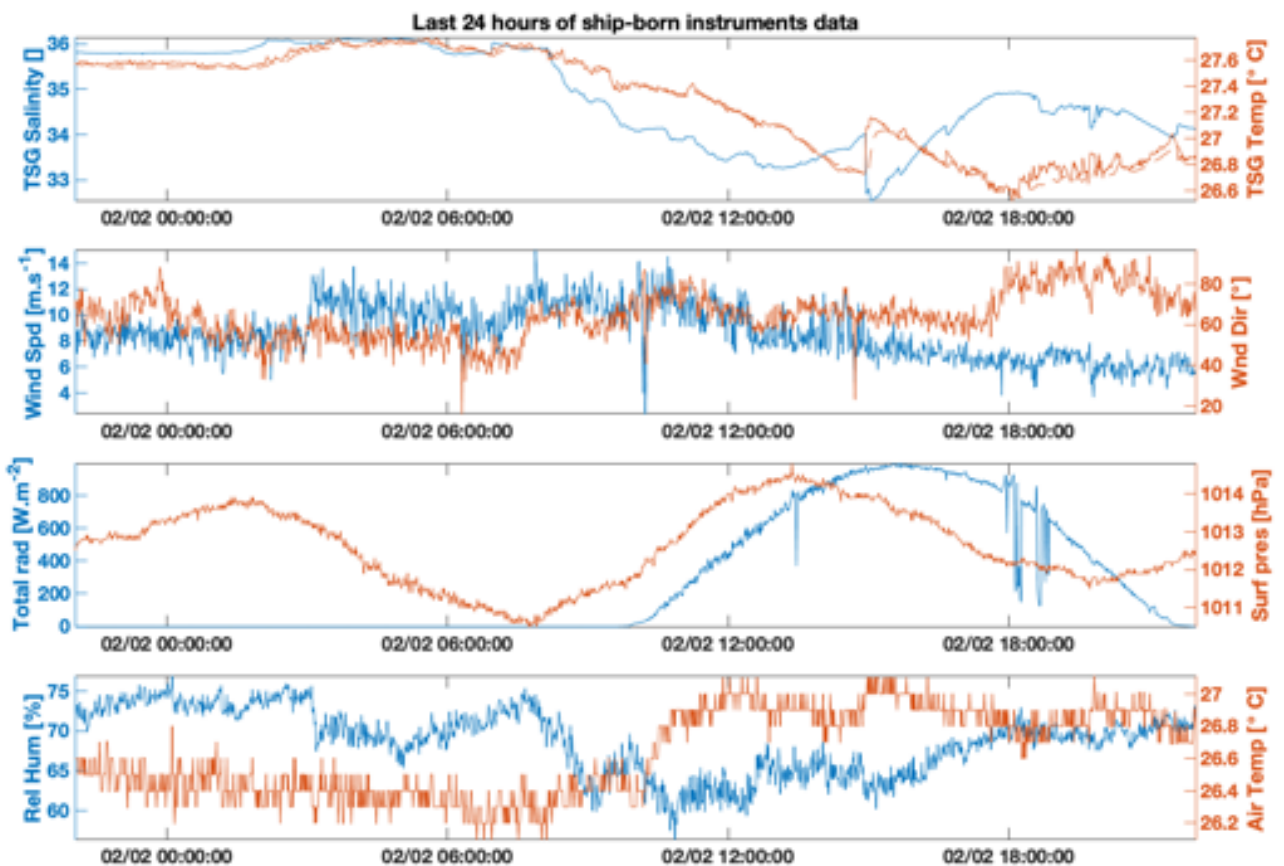 Last 24 hours of ship-born instruments data
TSG Salinity []
36
35
34
33
27.6
27.4
27.2
27
26.8
26.6
TSG Temp [° C]
02/02 00:00:00 02/02 06:00:00 02/02 12:00:00 02/02 18:00:00
Wind Spd [m.s-1]
14
12
10
8
6
4
80
60
40
20
Wnd Dir [°]
02/02 00:00:00 02/02 06:00:00 02/02 12:00:00 02/02 18:00:00
Total rad [W.m-2]
800
600
400
200
0
1014
1013
1012
1011
Surf pres [hPa]
02/02 00:00:00 02/02 06:00:00 02/02 12:00:00 02/02 18:00:00
Rel Hum [%]
75
70
65
60
27
26.8
26.6
26.4
26.2
Air Temp [° C]
02/02 00:00:00 02/02 06:00:00 02/02 12:00:00 02/02 18:00:00